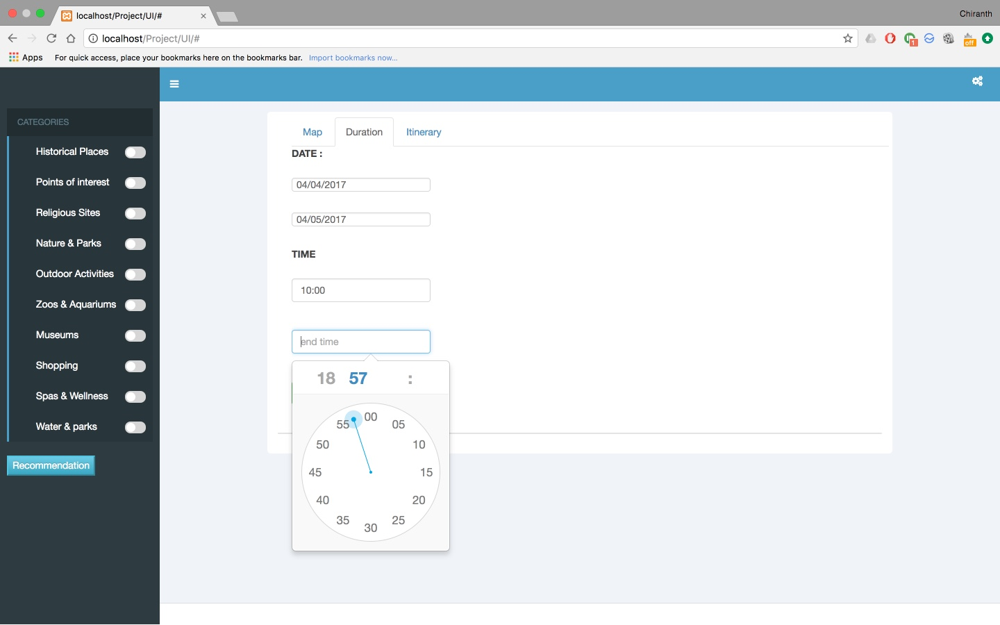 localhost/Project/UI/#
Chiranth
localhost/Project/UI/#
1
off
Apps For quick access, place your bookmarks here on the bookmarks bar. Import bookmarks now...
CATEGORIES
Historical Places
Points of interest
Religious Sites
Nature & Parks
Outdoor Activities
Zoos & Aquariums
Museums
Shopping
Spas & Wellness
Water & parks
Recommendation
Map Duration Itinerary
DATE :
04/04/2017
04/05/2017
TIME
10:00
end time
18 57 :
00
05
10
15
20
25
30
35
40
45
50
55